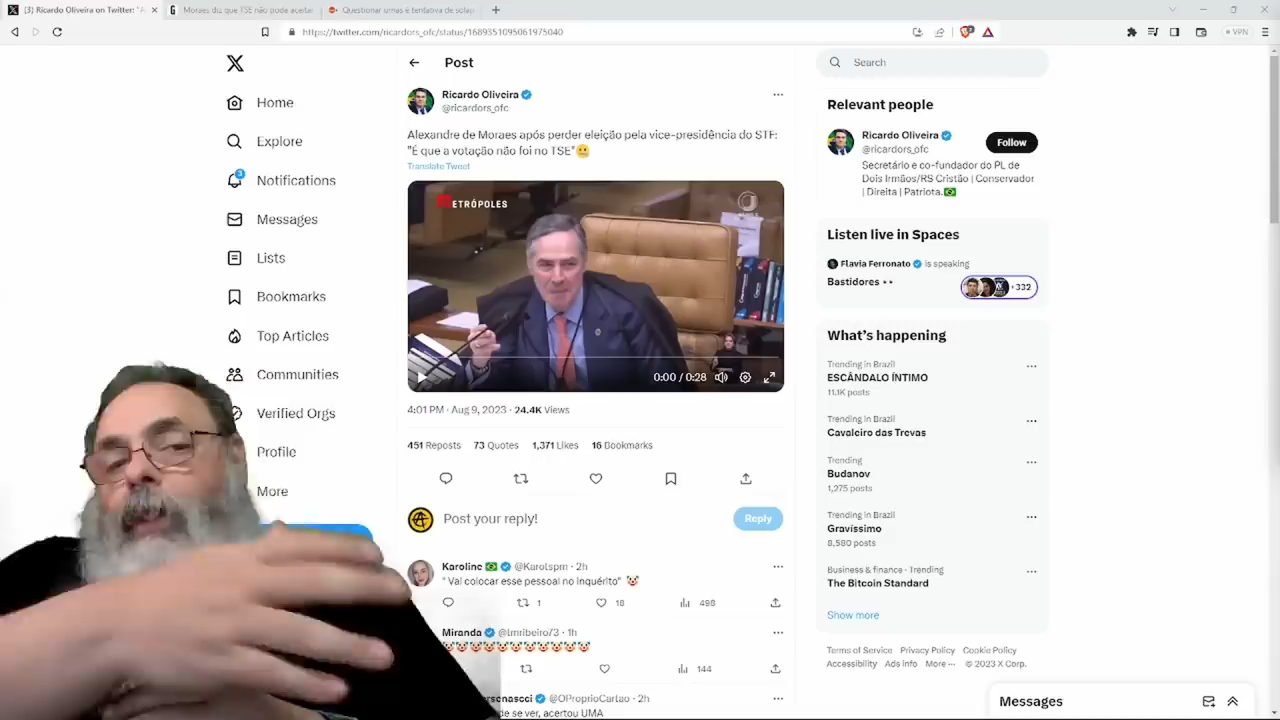 (3) Ricardo Oliveira on Twitter: "A
Moraes diz que TSE não pode aceitar
Questionar urnas é tentativa de solap
https://twitter.com/ricardors_ofc/status/1689351095061975040
VPN
Home
Explore
3
Notifications
Messages
Lists
Bookmarks
Top Articles
Communities
Verified Orgs
Profile
More
Post
Ricardo Oliveira
@ricardors_ofc
Alexandre de Moraes após perder eleição pela vice-presidência do STF:
"É que a votação não foi no TSE"🤐
Translate Tweet
METRÓPOLES
0:00 / 0:28
4:01 PM · Aug 9, 2023 · 24.4K Views
451 Reposts 73 Quotes 1,371 Likes 16 Bookmarks
Post your reply!
Reply
Karoline 🇧🇷 @Karolspm · 2h
" Vai colocar esse pessoal no inquérito" 🤡
1 18 498
Miranda @lmribeiro73 · 1h
🤡🤡🤡🤡🤡🤡🤡🤡🤡🤡🤡
144
@OProprioCartao · 2h
de se ver, acertou UMA
Search
Relevant people
Ricardo Oliveira
@ricardors_ofc
Follow
Secretário e co-fundador do PL de
Dois Irmãos/RS Cristão | Conservador
| Direita | Patriota.🇧🇷
Listen live in Spaces
Flavia Ferronato is speaking
Bastidores 👀
+332
What's happening
Trending in Brazil
ESCÂNDALO ÍNTIMO
11.1K posts
Trending in Brazil
Cavaleiro das Trevas
Trending
Budanov
1,275 posts
Trending in Brazil
Gravíssimo
8,590 posts
Business & finance · Trending
The Bitcoin Standard
Show more
Terms of Service Privacy Policy Cookie Policy
Accessibility Ads info More ··· © 2023 X Corp.
Messages